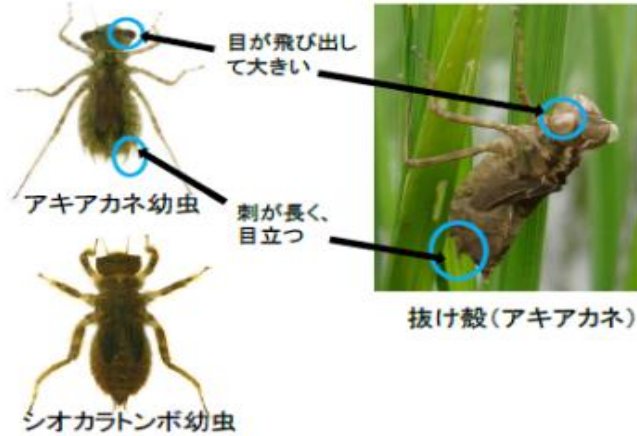 目が飛び出し
て大きい
アキアカネ幼虫
刺が長く、
目立つ
抜け殻(アキアカネ)
シオカラトンボ幼虫